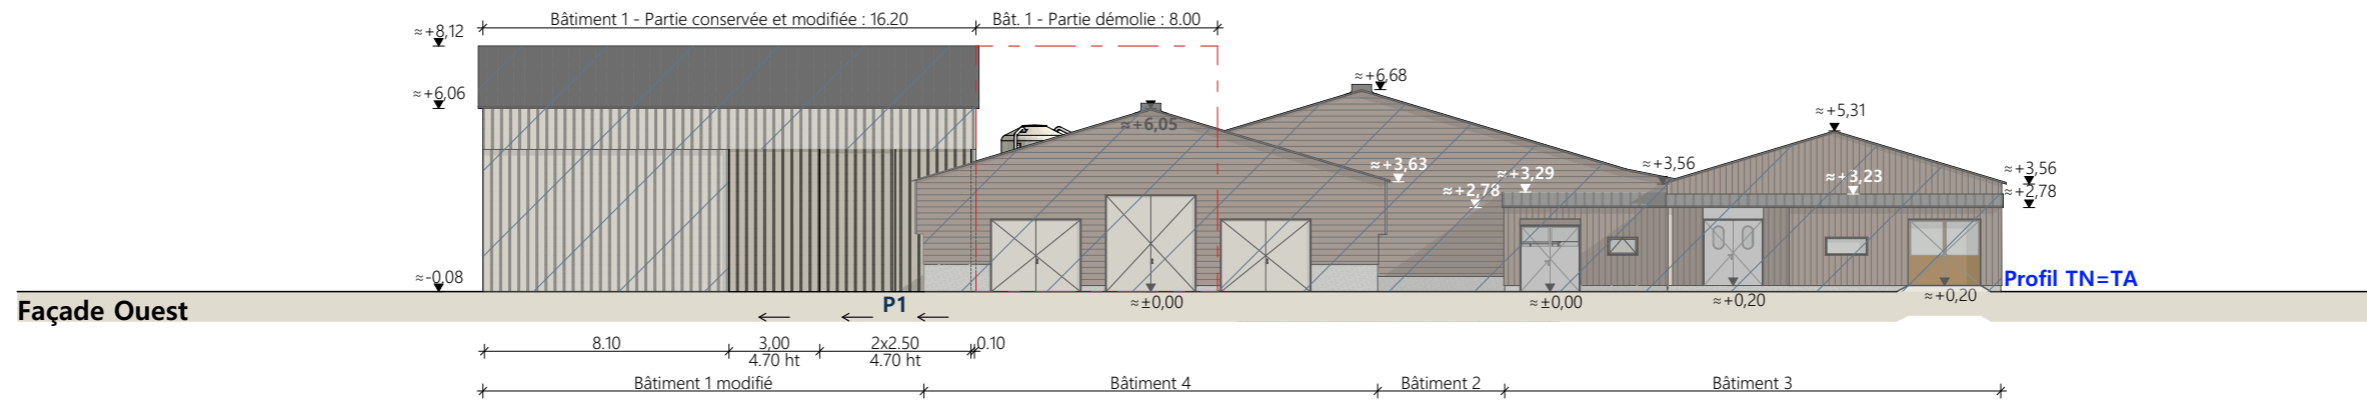 Bâtiment 1 - Partie conservée et modifiée : 16.20
Bât. 1 - Partie démolie : 8.00
≈+8,12
≈+6,68
≈+6,06
≈+5,31
≈+6,05
≈+3,63
≈+3,56
≈+3,56
≈+3,29
≈+3,23
≈+2,78
≈+2,78
≈-0,08
Profil TN=TA
≈±0,00
≈±0,00
≈+0,20
≈+0,20
Façade Ouest
P1
8.10
3,00
4.70 ht
2x2.50
4.70 ht
0.10
Bâtiment 1 modifié
Bâtiment 4
Bâtiment 2
Bâtiment 3